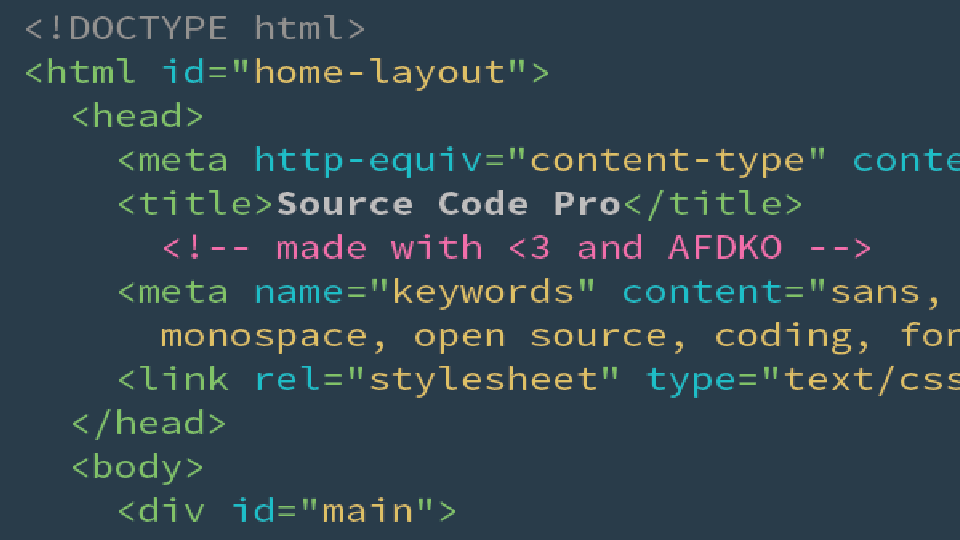 <!DOCTYPE html>
<html id="home-layout">
<head>
<meta http-equiv="content-type" conte
<title>Source Code Pro</title>
<!-- made with <3 and AFDKO -->
<meta name="keywords" content="sans,
monospace, open source, coding, fon
<link rel="stylesheet" type="text/css
</head>
<body>
<div id="main">